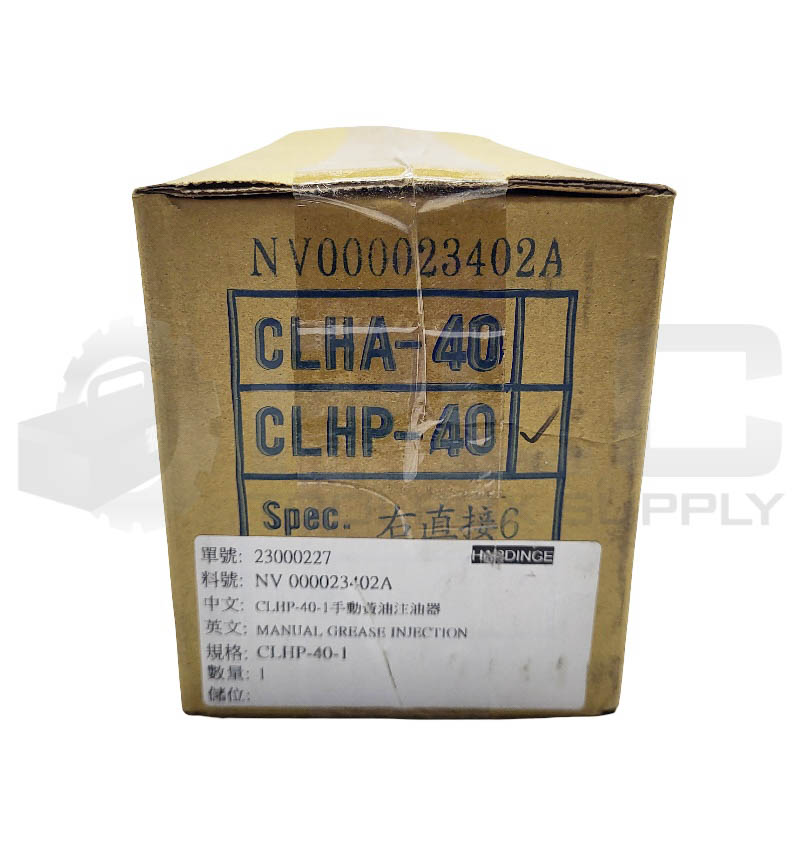 NV000023402A
CLHA-40
CLHP-40 ✓
Spec. 右直接6
SUPPLY
單號: 23000227 HARDINGE
料號: NV 000023402A
中文: CLHP-40-1手動黃油注油器
英文: MANUAL GREASE INJECTION
規格: CLHP-40-1
數量: 1
儲位: